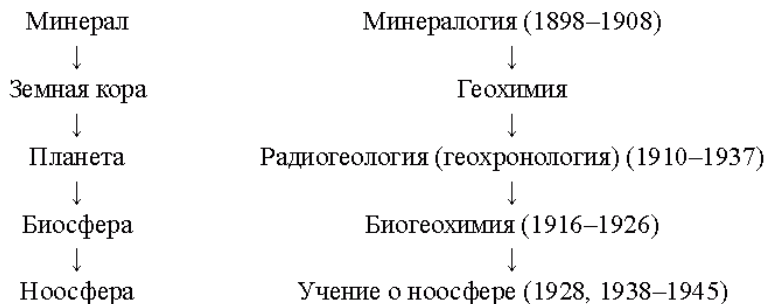 Минерал Минералогия (1898–1908)
↓ ↓
Земная кора Геохимия
↓ ↓
Планета Радиогеология (геохронология) (1910–1937)
↓ ↓
Биосфера Биогеохимия (1916–1926)
↓ ↓
Ноосфера Учение о ноосфере (1928, 1938–1945)